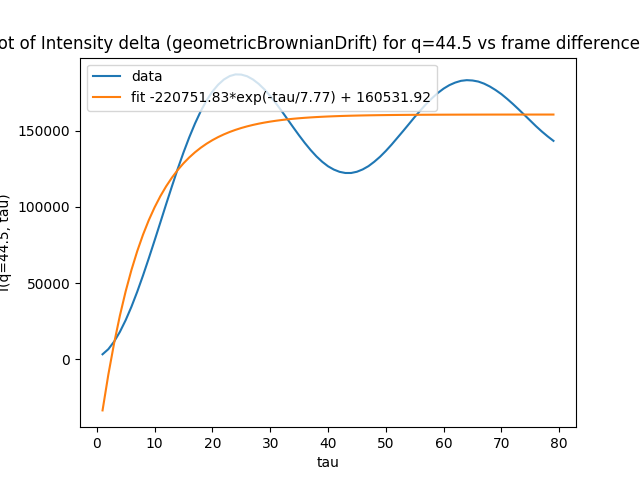 ot of Intensity delta (geometricBrownianDrift) for q=44.5 vs frame difference
data
fit -220751.83*exp(-tau/7.77) + 160531.92
150000
100000
50000
0
I(q=44.5, tau)
0 10 20 30 40 50 60 70 80
tau